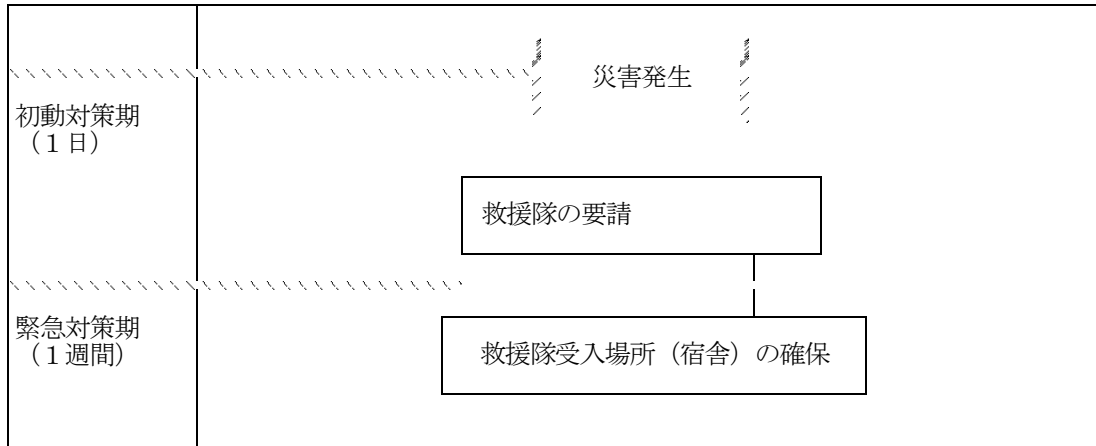 災害発生
初動対策期
（１日）
救援隊の要請
緊急対策期
（１週間）
救援隊受入場所（宿舎）の確保